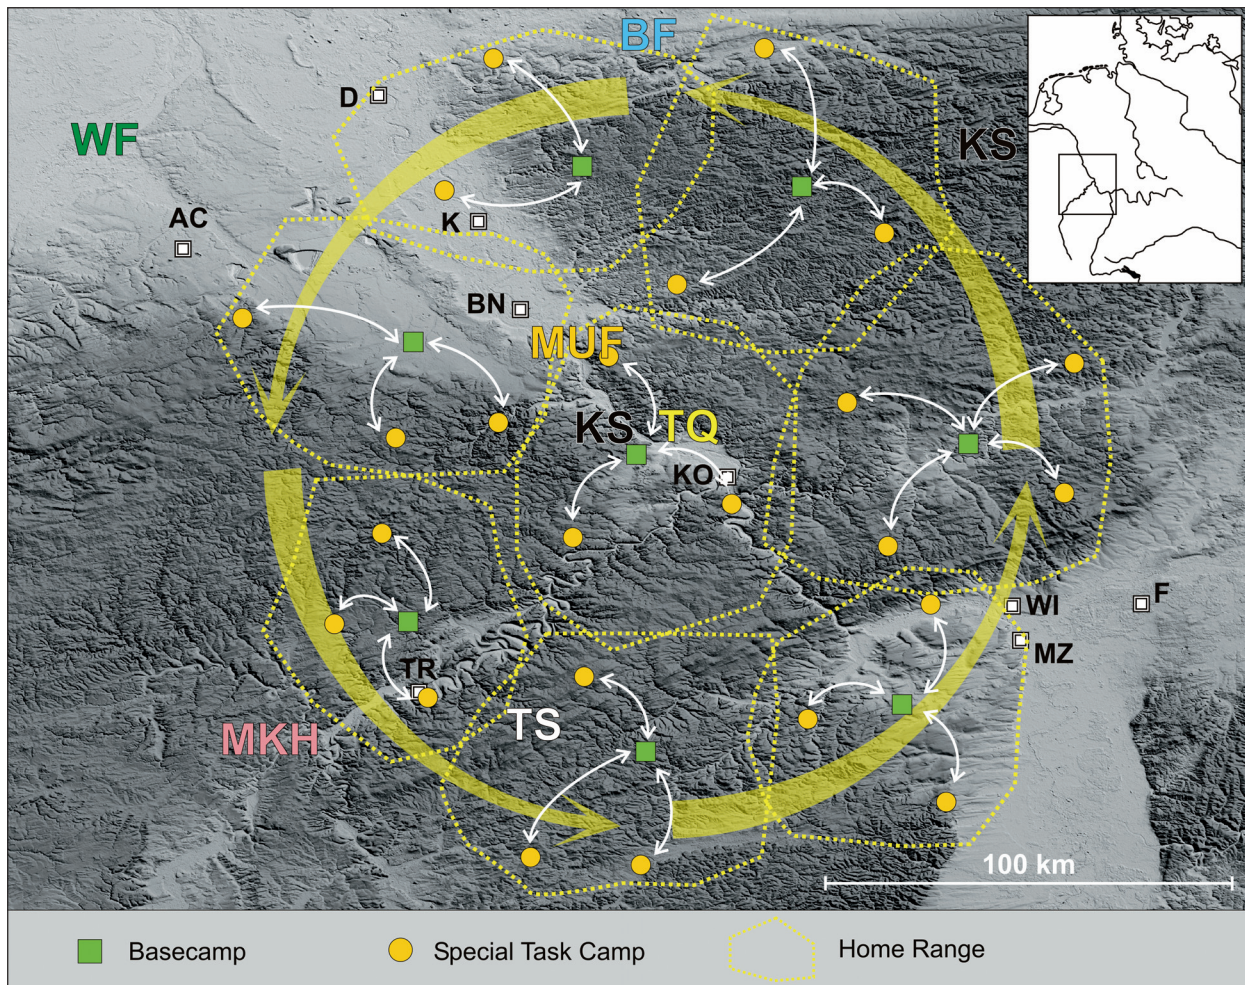 BF
D
WF
KS
AC
K
BN
MUF
KS
TQ
KO
WI
F
MZ
TR
TS
MKH
100 km
Basecamp
Special Task Camp
Home Range